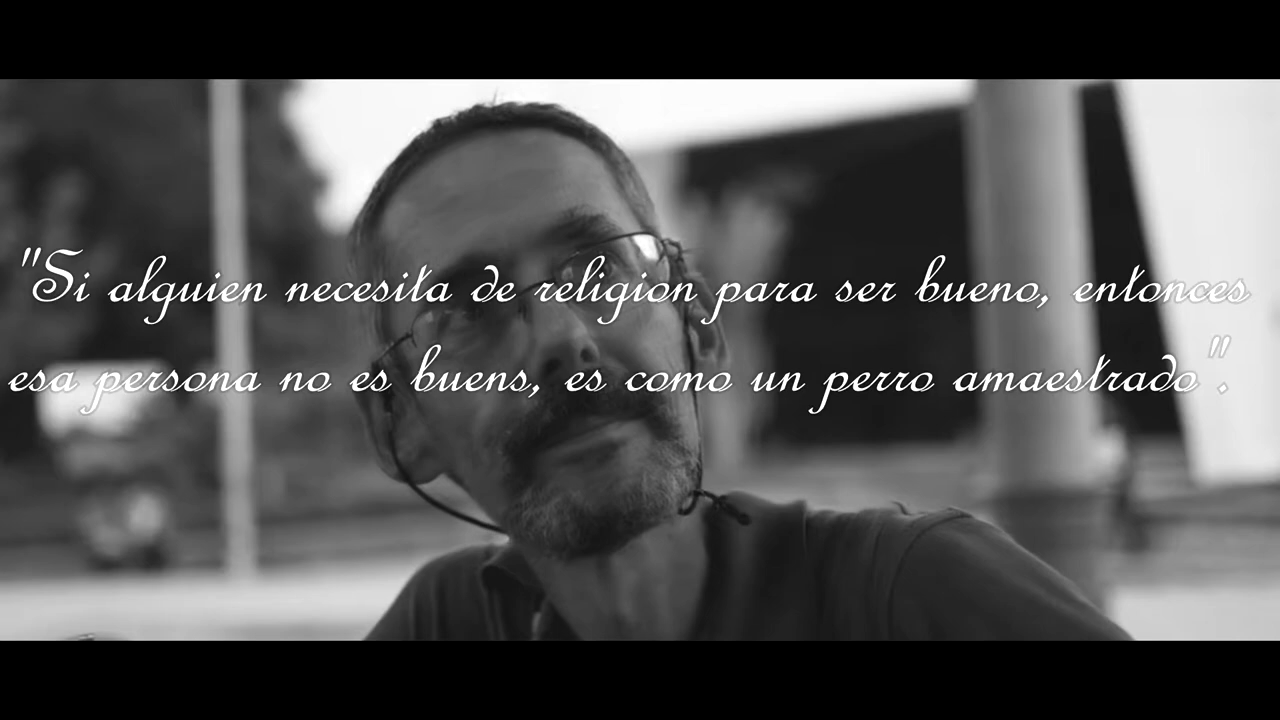 "Si alguien necesita de religion para ser bueno, entonces
esa persona no es buens, es como un perro amaestrado".